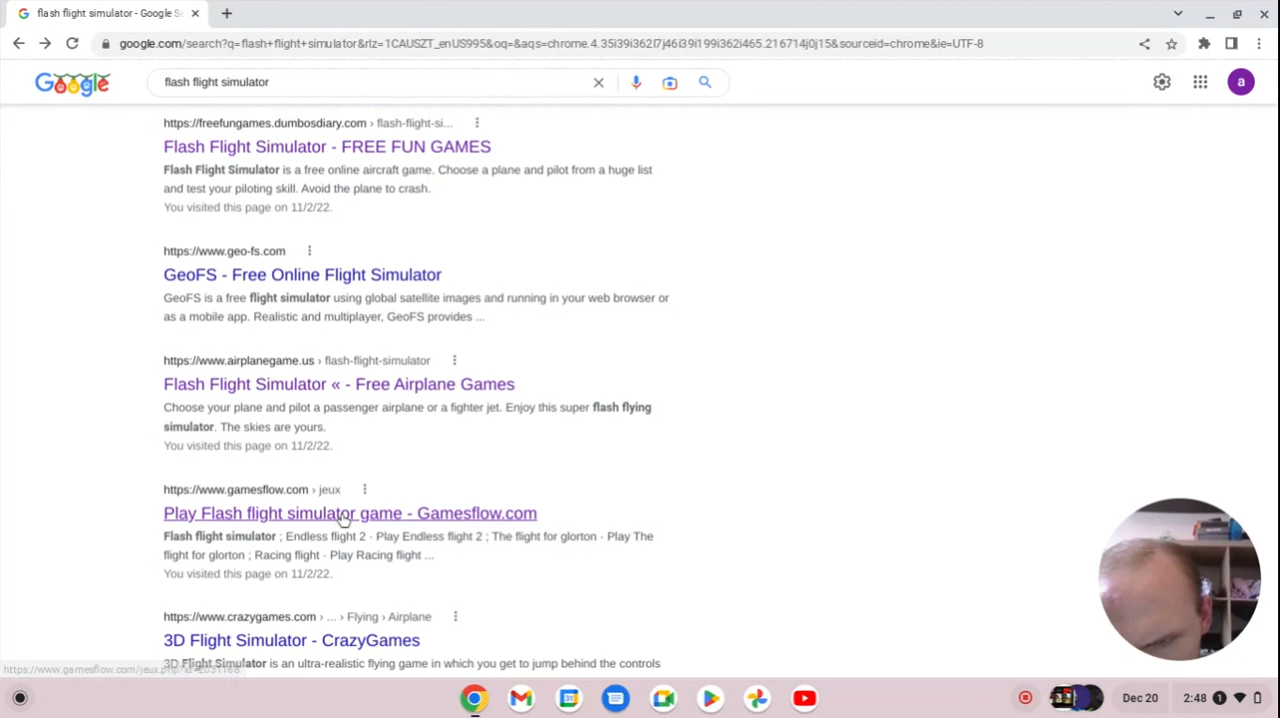 flash flight simulator - Google S
google.com/search?q=flash+flight+simulator&rlz=1CAUSZT_enUS995&oq=&aqs=chrome.4.35i39i362l7j46i39i199i362i465.216714j0j15&sourceid=chrome&ie=UTF-8
Google
flash flight simulator
a
https://freefungames.dumbosdiary.com › flash-flight-si...
Flash Flight Simulator - FREE FUN GAMES
Flash Flight Simulator is a free online aircraft game. Choose a plane and pilot from a huge list
and test your piloting skill. Avoid the plane to crash.
You visited this page on 11/2/22.
https://www.geo-fs.com
GeoFS - Free Online Flight Simulator
GeoFS is a free flight simulator using global satellite images and running in your web browser or
as a mobile app. Realistic and multiplayer, GeoFS provides ...
https://www.airplanegame.us › flash-flight-simulator
Flash Flight Simulator « - Free Airplane Games
Choose your plane and pilot a passenger airplane or a fighter jet. Enjoy this super flash flying
simulator. The skies are yours.
You visited this page on 11/2/22.
https://www.gamesflow.com › jeux
Play Flash flight simulator game - Gamesflow.com
Flash flight simulator ; Endless flight 2 · Play Endless flight 2 ; The flight for glorton · Play The
flight for glorton ; Racing flight · Play Racing flight ...
You visited this page on 11/2/22.
https://www.crazygames.com › ... › Flying › Airplane
3D Flight Simulator - CrazyGames
3D Flight Simulator is an ultra-realistic flying game in which you get to jump behind the controls
https://www.gamesflow.com/jeux.php?id=2031168
Dec 20
2:48
1